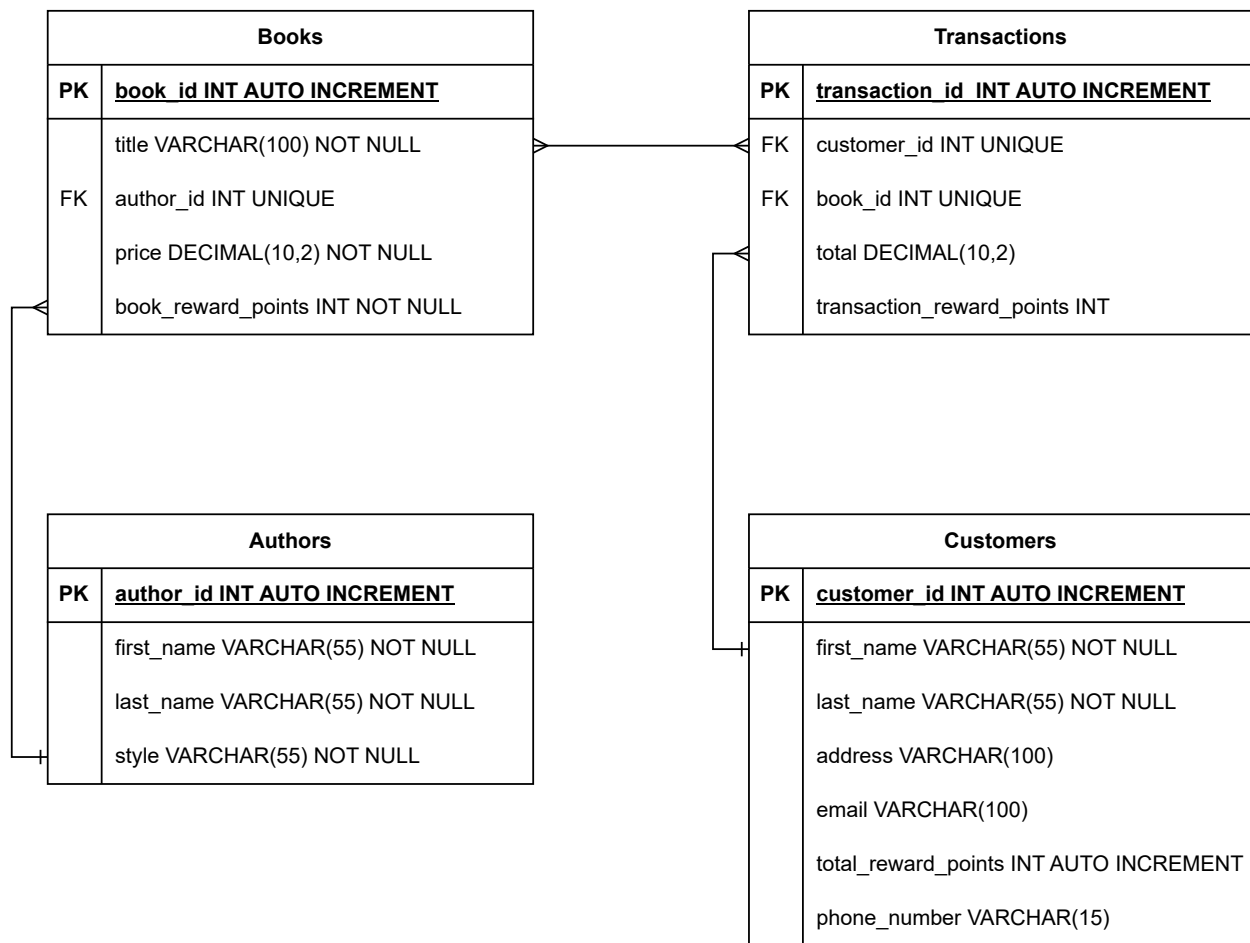 Books
PK book_id INT AUTO INCREMENT
title VARCHAR(100) NOT NULL
FK author_id INT UNIQUE
price DECIMAL(10,2) NOT NULL
book_reward_points INT NOT NULL
Transactions
PK transaction_id INT AUTO INCREMENT
FK customer_id INT UNIQUE
FK book_id INT UNIQUE
total DECIMAL(10,2)
transaction_reward_points INT
Authors
PK author_id INT AUTO INCREMENT
first_name VARCHAR(55) NOT NULL
last_name VARCHAR(55) NOT NULL
style VARCHAR(55) NOT NULL
Customers
PK customer_id INT AUTO INCREMENT
first_name VARCHAR(55) NOT NULL
last_name VARCHAR(55) NOT NULL
address VARCHAR(100)
email VARCHAR(100)
total_reward_points INT AUTO INCREMENT
phone_number VARCHAR(15)